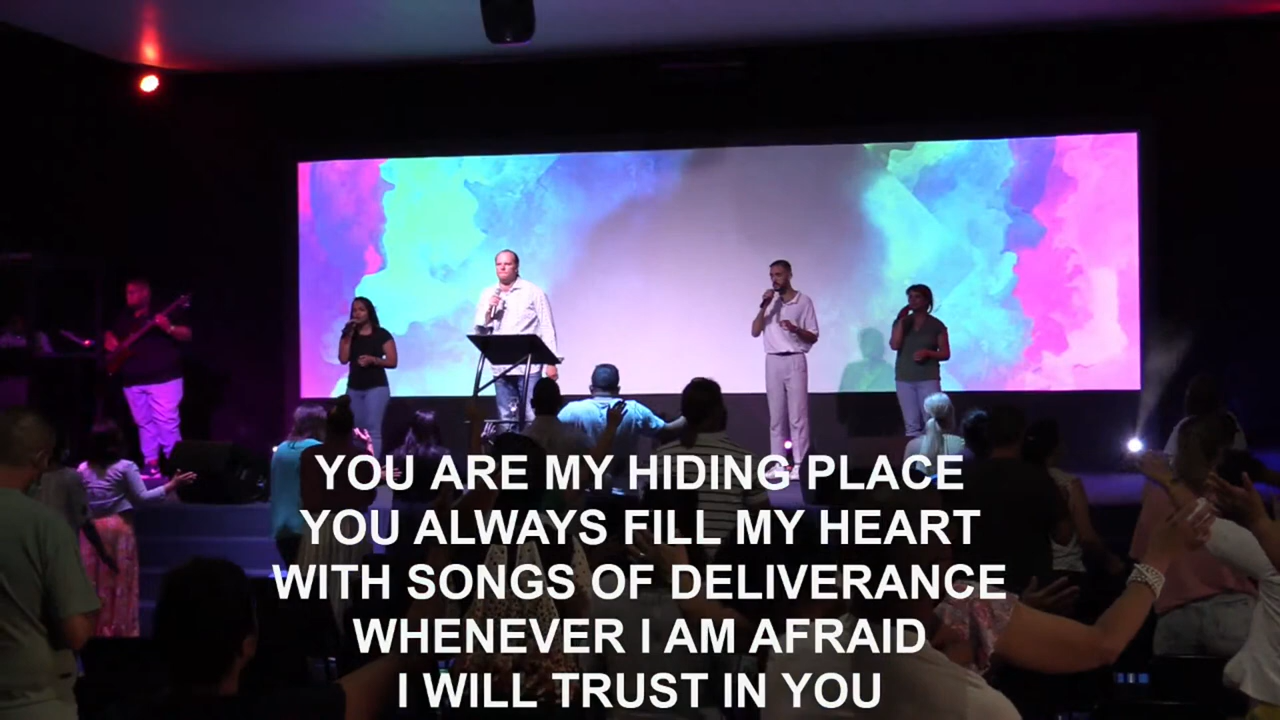 YOU ARE MY HIDING PLACE
YOU ALWAYS FILL MY HEART
WITH SONGS OF DELIVERANCE
WHENEVER I AM AFRAID
I WILL TRUST IN YOU